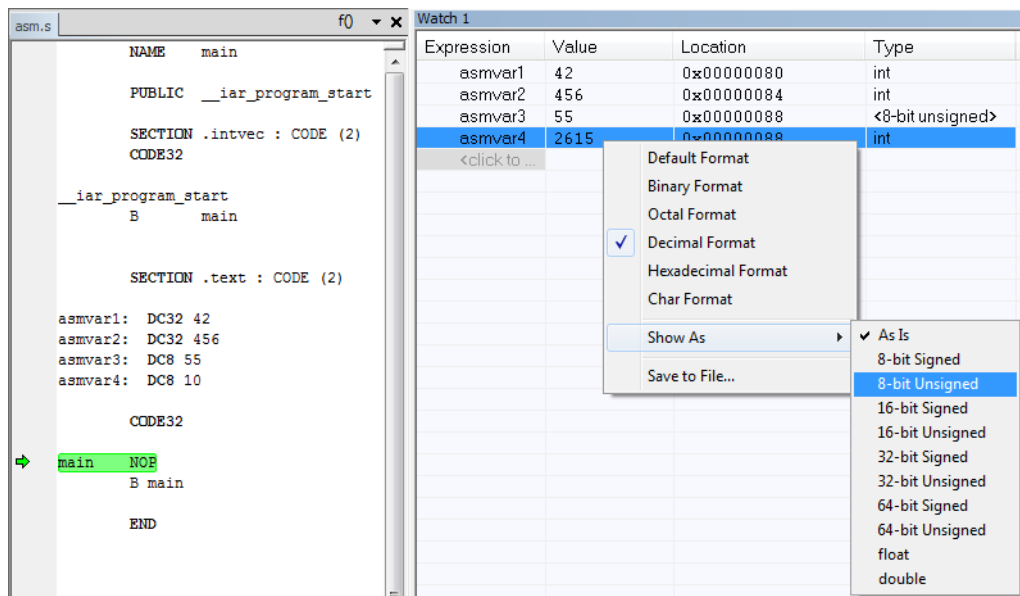 asm.s
f()
NAME main
PUBLIC __iar_program_start
SECTION .intvec : CODE (2)
CODE32
__iar_program_start
B main
SECTION .text : CODE (2)
asmvar1: DC32 42
asmvar2: DC32 456
asmvar3: DC8 55
asmvar4: DC8 10
CODE32
main NOP
B main
END
Watch 1
Expression Value Location Type
asmvar1 42 0x00000080 int
asmvar2 456 0x00000084 int
asmvar3 55 0x00000088 <8-bit unsigned>
asmvar4 2615 0x00000088 int
<click to ...
Default Format
Binary Format
Octal Format
Decimal Format
Hexadecimal Format
Char Format
Show As
Save to File...
As Is
8-bit Signed
8-bit Unsigned
16-bit Signed
16-bit Unsigned
32-bit Signed
32-bit Unsigned
64-bit Signed
64-bit Unsigned
float
double